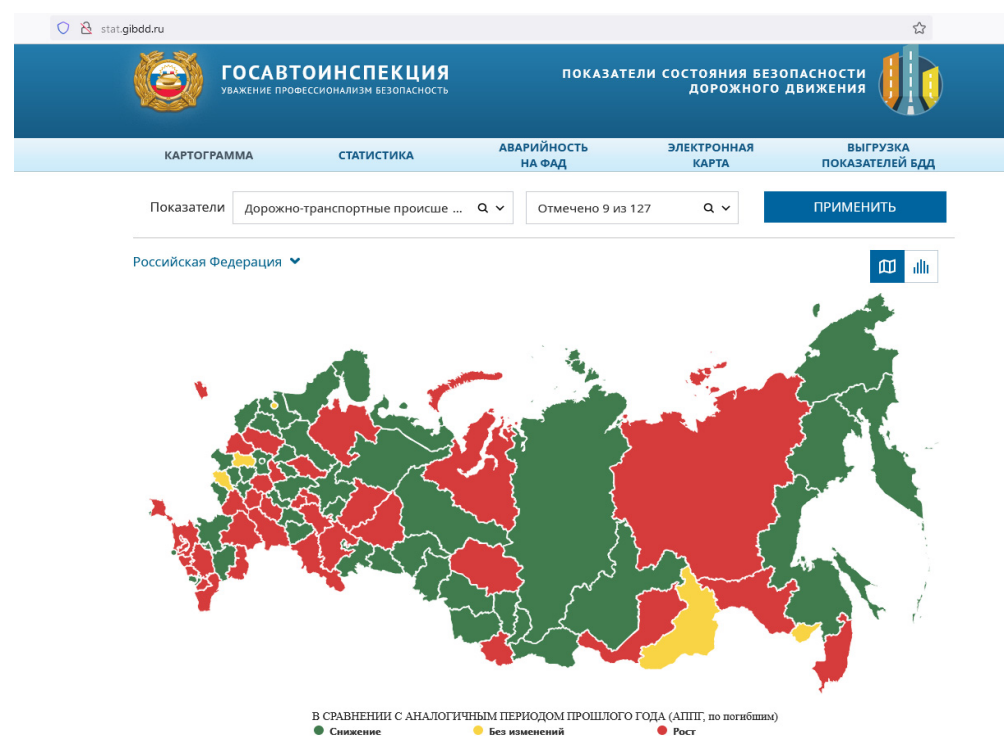 stat.gibdd.ru
ГОСАВТОИНСПЕКЦИЯ
УВАЖЕНИЕ ПРОФЕССИОНАЛИЗМ БЕЗОПАСНОСТЬ
ПОКАЗАТЕЛИ СОСТОЯНИЯ БЕЗОПАСНОСТИ
ДОРОЖНОГО ДВИЖЕНИЯ
КАРТОГРАММА
СТАТИСТИКА
АВАРИЙНОСТЬ
НА ФАД
ЭЛЕКТРОННАЯ
КАРТА
ВЫГРУЗКА
ПОКАЗАТЕЛЕЙ БДД
Показатели
Дорожно-транспортные происше ...
Отмечено 9 из 127
ПРИМЕНИТЬ
Российская Федерация
В СРАВНЕНИИ С АНАЛОГИЧНЫМ ПЕРИОДОМ ПРОШЛОГО ГОДА (АППГ, по погибшим)
Снижение
Без изменений
Рост